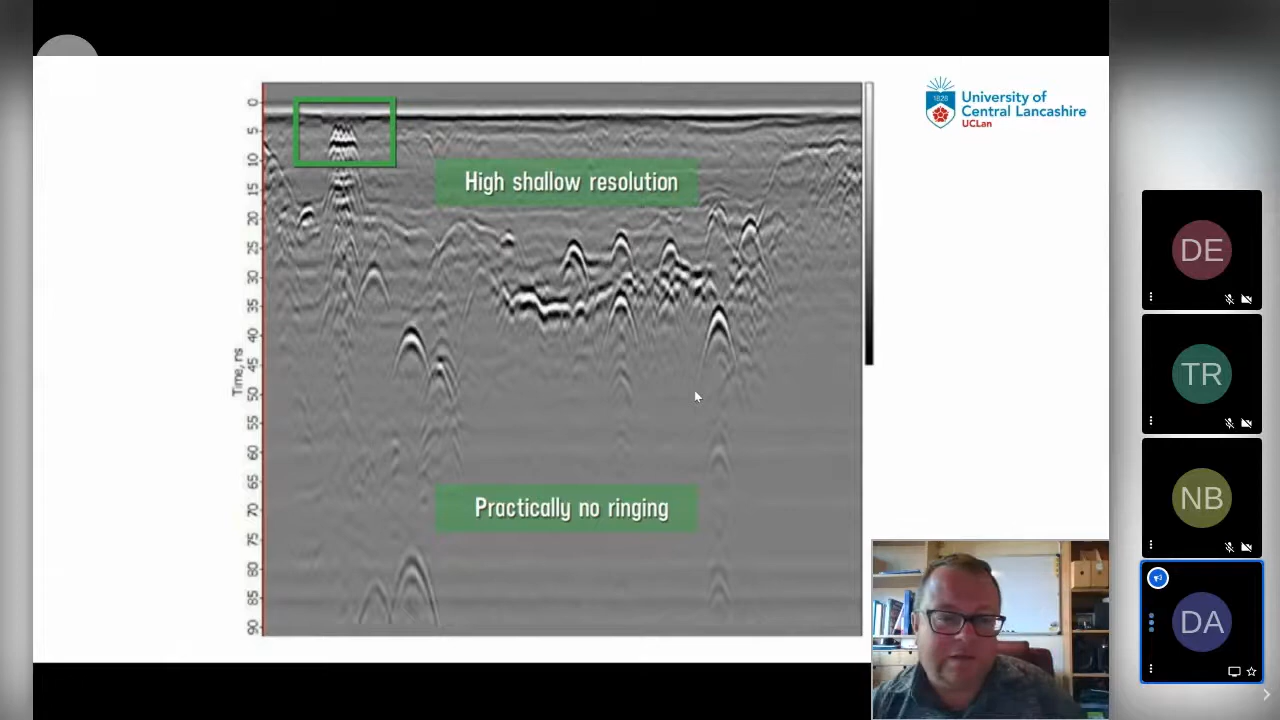 1828
University of
Central Lancashire
UCLan
High shallow resolution
Practically no ringing
Time, ns
0
5
10
15
20
25
30
35
40
45
50
55
60
65
70
75
80
85
90
DE
TR
NB
DA